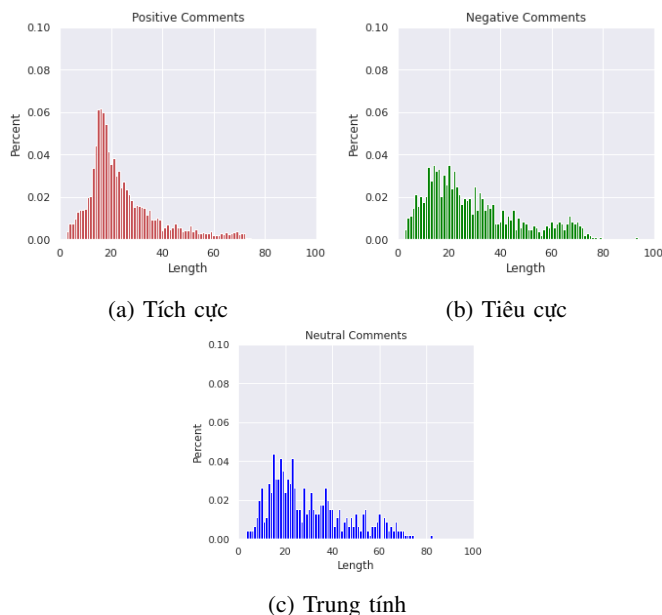 Positive Comments
0.10
0.08
0.06
0.04
0.02
0.00
Percent
0 20 40 60 80 100
Length
(a) Tích cực
Negative Comments
0.10
0.08
0.06
0.04
0.02
0.00
Percent
0 20 40 60 80 100
Length
(b) Tiêu cực
Neutral Comments
0.10
0.08
0.06
0.04
0.02
0.00
Percent
0 20 40 60 80 100
Length
(c) Trung tính